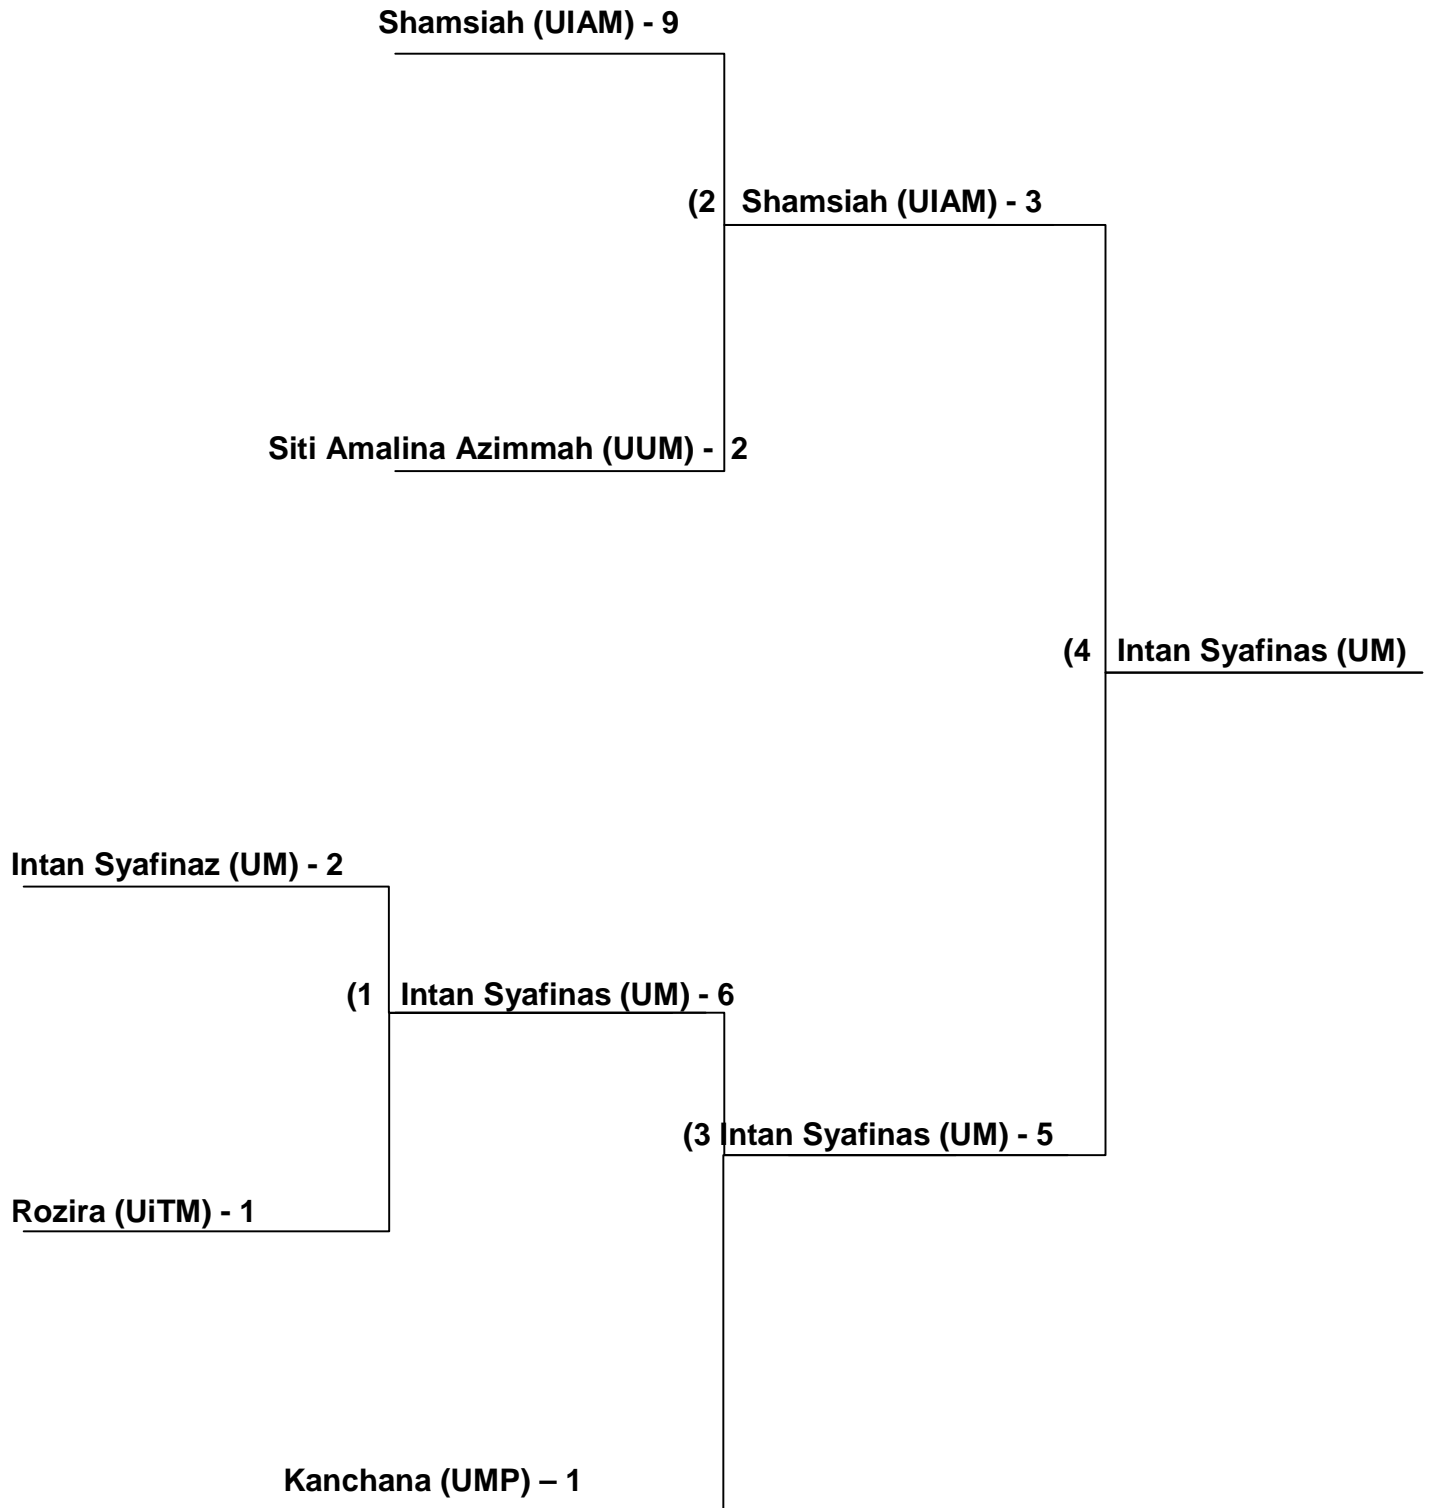 Shamsiah (UIAM) - 9
(2 Shamsiah (UIAM) - 3
Siti Amalina Azimmah (UUM) - 2
(4 Intan Syafinas (UM)
Intan Syafinaz (UM) - 2
(1 Intan Syafinas (UM) - 6
(3 Intan Syafinas (UM) - 5
Rozira (UiTM) - 1
Kanchana (UMP) – 1